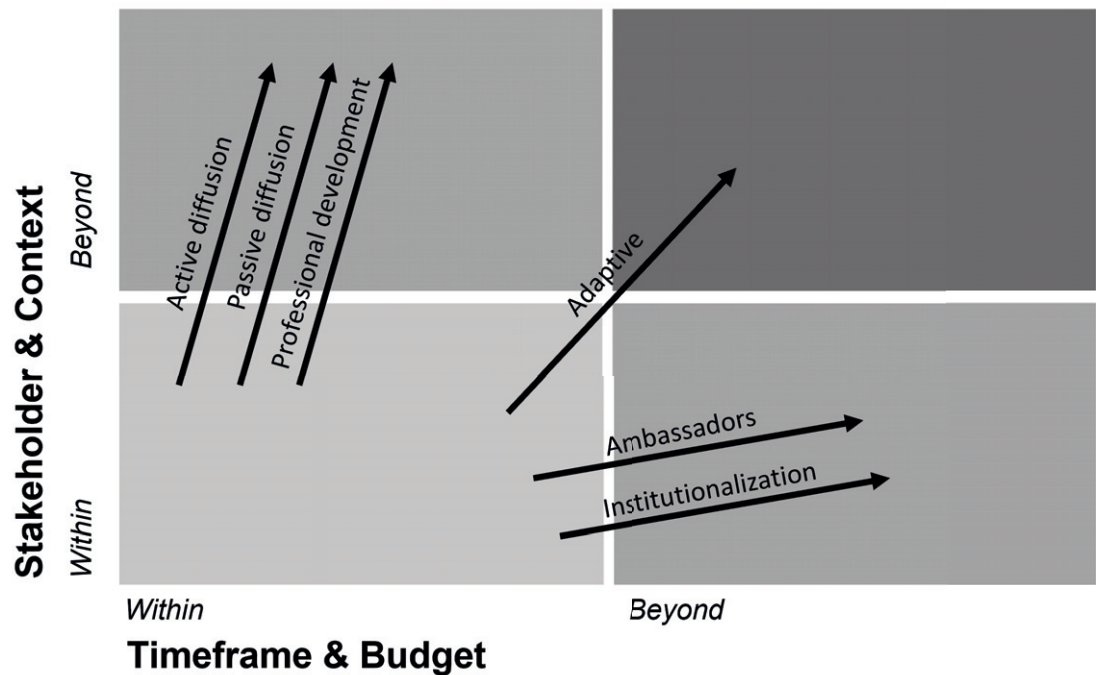 Stakeholder & Context
Beyond
Within
Active diffusion
Passive diffusion
Professional development
Adaptive
Ambassadors
Institutionalization
Within
Beyond
Timeframe & Budget